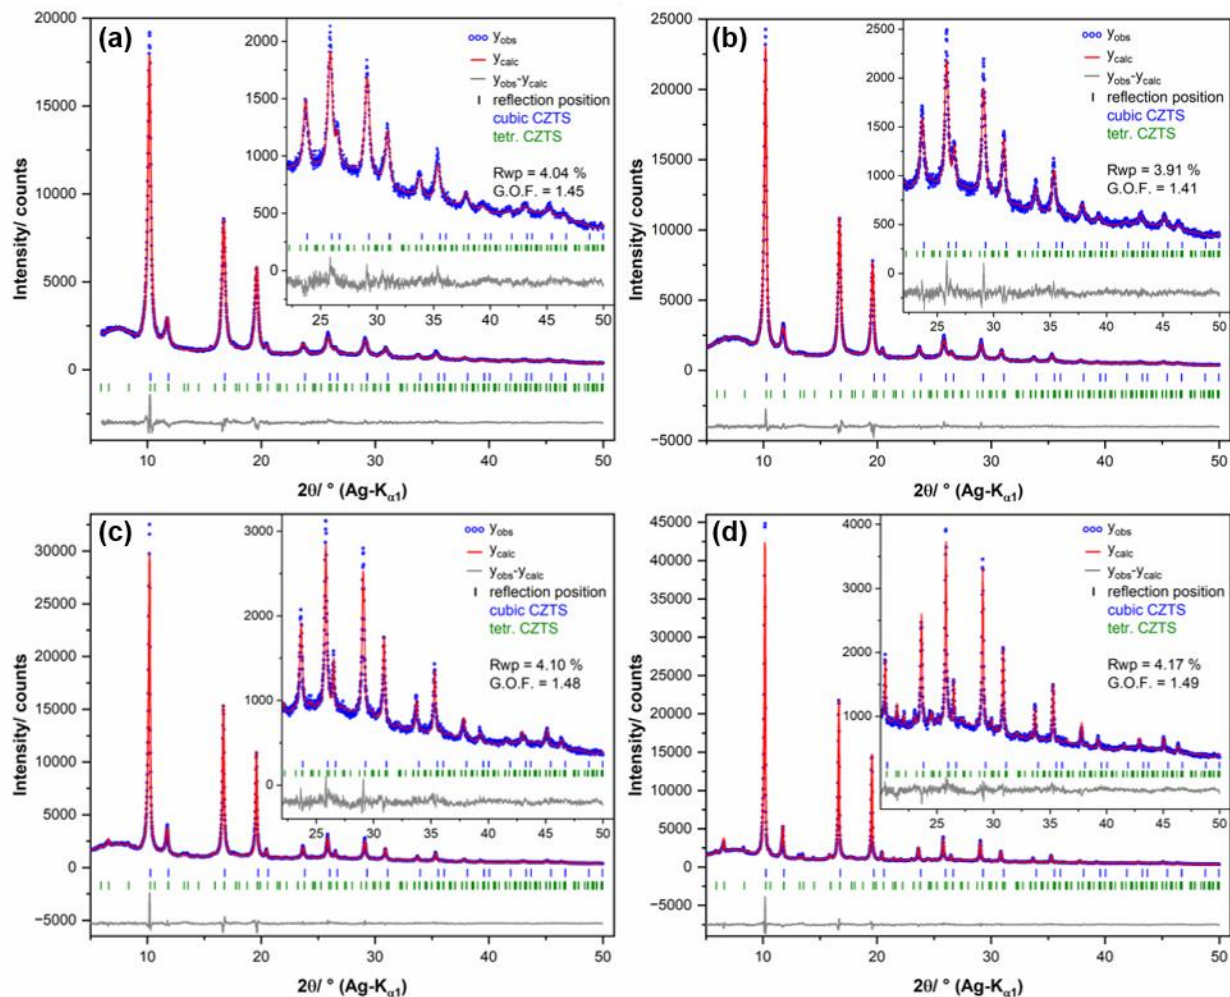 (a)
20000
15000
10000
5000
0
Intensity/ counts
10 20 30 40 50
2θ/ ° (Ag-Kα1)
2000
1500
1000
500
0
25 30 35 40 45 50
yobs
ycalc
yobs-ycalc
reflection position
cubic CZTS
tetr. CZTS
Rwp = 4.04 %
G.O.F. = 1.45
(b)
25000
20000
15000
10000
5000
0
−5000
Intensity/ counts
10 20 30 40 50
2θ/ ° (Ag-Kα1)
2500
2000
1500
1000
500
0
25 30 35 40 45 50
yobs
ycalc
yobs-ycalc
reflection position
cubic CZTS
tetr. CZTS
Rwp = 3.91 %
G.O.F. = 1.41
(c)
30000
25000
20000
15000
10000
5000
0
−5000
Intensity/ counts
10 20 30 40 50
2θ/ ° (Ag-Kα1)
3000
2000
1000
0
25 30 35 40 45 50
yobs
ycalc
yobs-ycalc
reflection position
cubic CZTS
tetr. CZTS
Rwp = 4.10 %
G.O.F. = 1.48
(d)
45000
40000
35000
30000
25000
20000
15000
10000
5000
0
−5000
Intensity/ counts
10 20 30 40 50
2θ/ ° (Ag-Kα1)
4000
3000
2000
1000
25 30 35 40 45 50
yobs
ycalc
yobs-ycalc
reflection position
cubic CZTS
tetr. CZTS
Rwp = 4.17 %
G.O.F. = 1.49